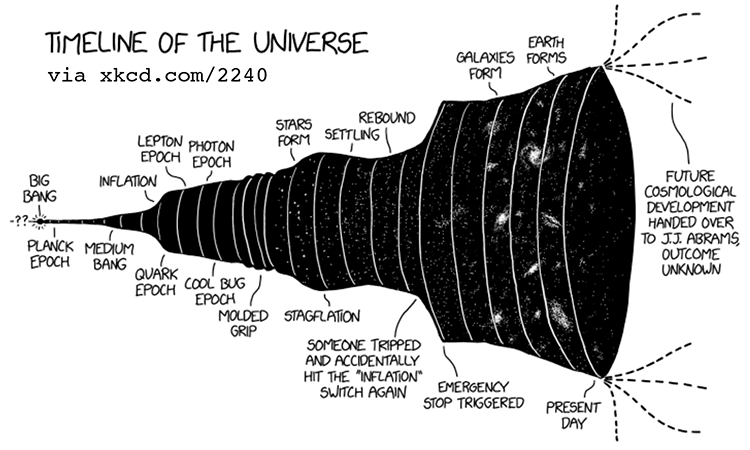 TIMELINE OF THE UNIVERSE
via xkcd.com/2240
-??-
BIG
BANG
PLANCK
EPOCH
MEDIUM
BANG
INFLATION
QUARK
EPOCH
LEPTON
EPOCH
PHOTON
EPOCH
COOL BUG
EPOCH
MOLDED
GRIP
STARS
FORM
STAGFLATION
SETTLING
REBOUND
SOMEONE TRIPPED
AND ACCIDENTALLY
HIT THE "INFLATION"
SWITCH AGAIN
EMERGENCY
STOP TRIGGERED
GALAXIES
FORM
EARTH
FORMS
PRESENT
DAY
FUTURE
COSMOLOGICAL
DEVELOPMENT
HANDED OVER
TO J.J. ABRAMS,
OUTCOME
UNKNOWN